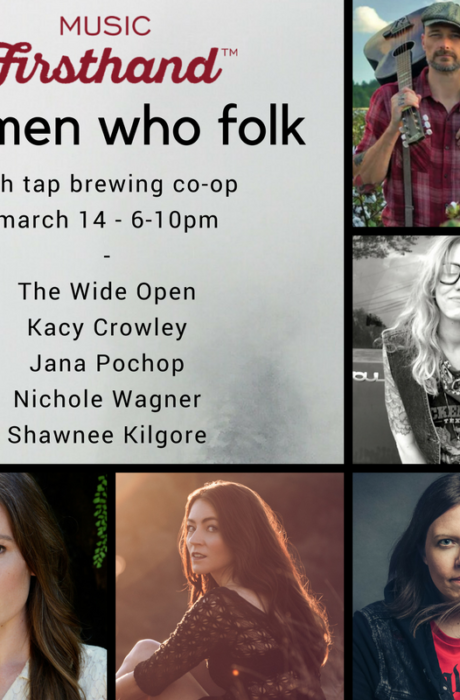 MUSIC
Firsthand™
men who folk
h tap brewing co-op
march 14 - 6-10pm
-
The Wide Open
Kacy Crowley
Jana Pochop
Nichole Wagner
Shawnee Kilgore